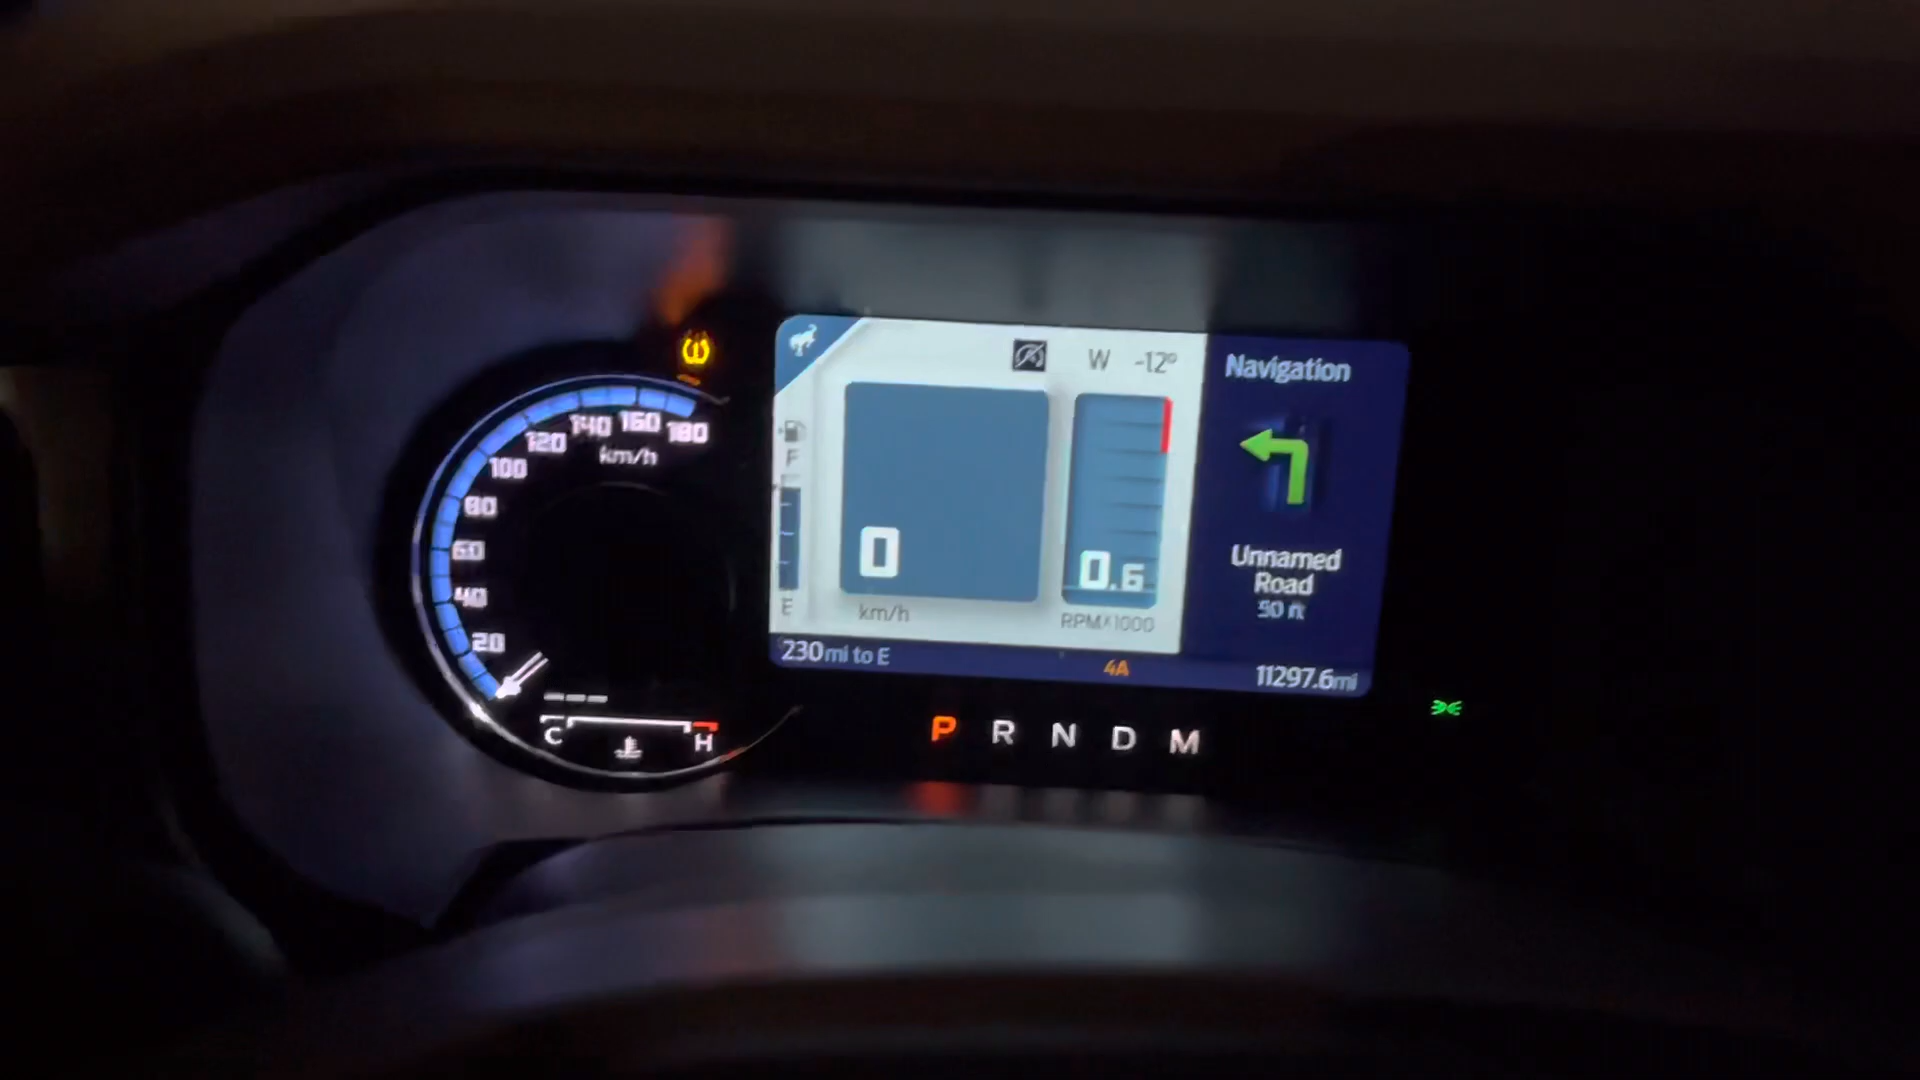 180
160
140
120
100
80
60
40
20
km/h
C
H
W -12°
F
E
0
km/h
0.6
RPM×1000
230 mi to E
4A
11297.6mi
Navigation
Unnamed
Road
50 ft
P R N D M